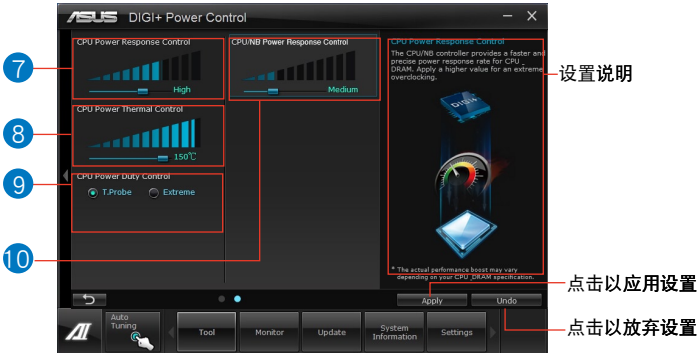 ASUS DIGI+ Power Control
CPU Power Response Control
High
CPU/NB Power Response Control
Medium
CPU Power Thermal Control
150℃
CPU Power Duty Control
T.Probe
Extreme
CPU Power Response Control
The CPU/NB controller provides a faster and
precise power response rate for CPU ,
DRAM. Apply a higher value for an extreme
overclocking.
DIGI+
* The actual performance boost may vary
depending on your CPU ,DRAM specification.
Apply
Undo
Auto
Tuning
Tool
Monitor
Update
System
Information
Settings
7
8
9
10
设置说明
点击以应用设置
点击以放弃设置